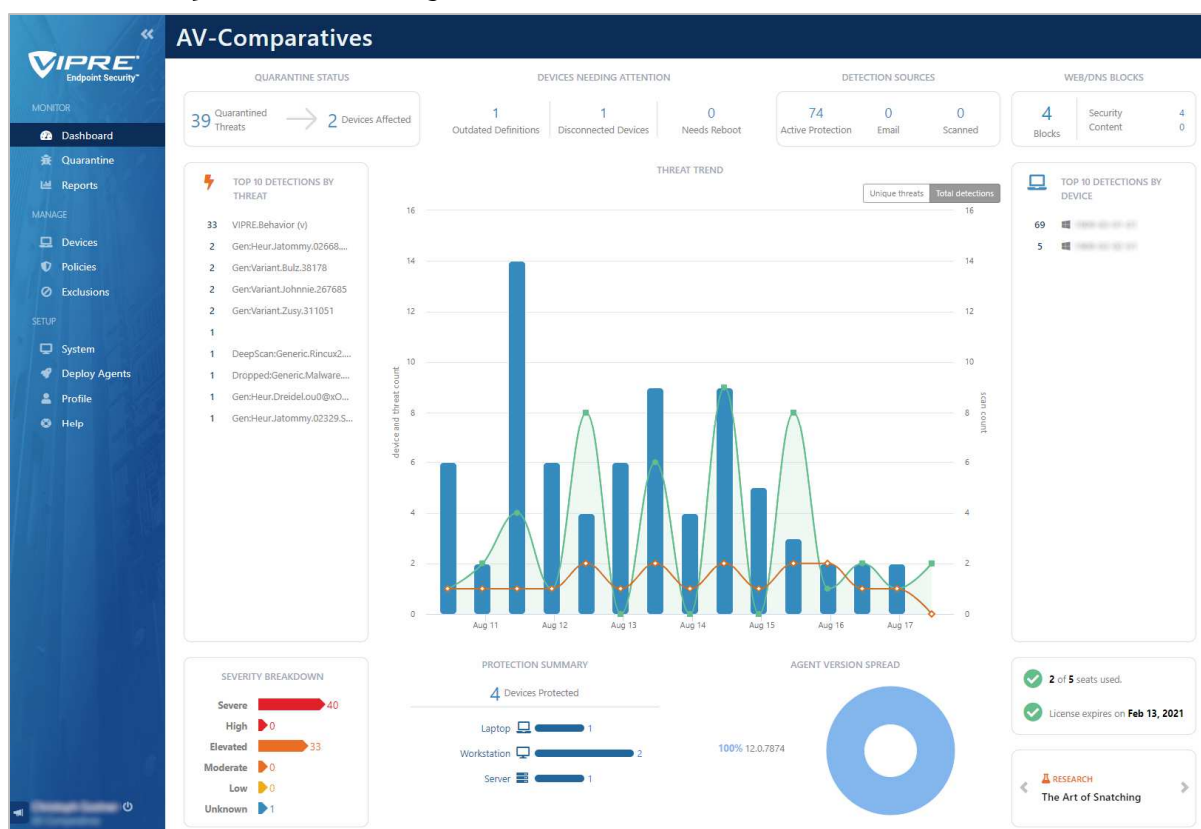 AV-Comparatives
VIPRE
Endpoint Security™
MONITOR
Dashboard
Quarantine
Reports
MANAGE
Devices
Policies
Exclusions
SETUP
System
Deploy Agents
Profile
Help
QUARANTINE STATUS
39 Quarantined Threats
2 Devices Affected
DEVICES NEEDING ATTENTION
1 1 0
Outdated Definitions Disconnected Devices Needs Reboot
DETECTION SOURCES
74 0 0
Active Protection Email Scanned
WEB/DNS BLOCKS
4
Blocks
Security 4
Content 0
TOP 10 DETECTIONS BY
THREAT
33 VIPRE.Behavior (v)
2 Gen:Heur.Jatommy.02668....
2 Gen:Variant.Bulz.38178
2 Gen:Variant.Johnnie.267685
2 Gen:Variant.Zusy.311051
1
1 DeepScan:Generic.Rincux2....
1 Dropped:Generic.Malware....
1 Gen:Heur.Dreidel.ou0@xO...
1 Gen:Heur.Jatommy.02329.S...
THREAT TREND
Unique threats Total detections
16 16
14 14
12 12
10 10
8 8
6 6
4 4
2 2
0 0
device and threat count
scan count
Aug 11 Aug 12 Aug 13 Aug 14 Aug 15 Aug 16 Aug 17
TOP 10 DETECTIONS BY
DEVICE
69
5
SEVERITY BREAKDOWN
Severe 40
High 0
Elevated 33
Moderate 0
Low 0
Unknown 1
PROTECTION SUMMARY
4 Devices Protected
Laptop 1
Workstation 2
Server 1
AGENT VERSION SPREAD
100% 12.0.7874
2 of 5 seats used.
License expires on Feb 13, 2021
RESEARCH
The Art of Snatching